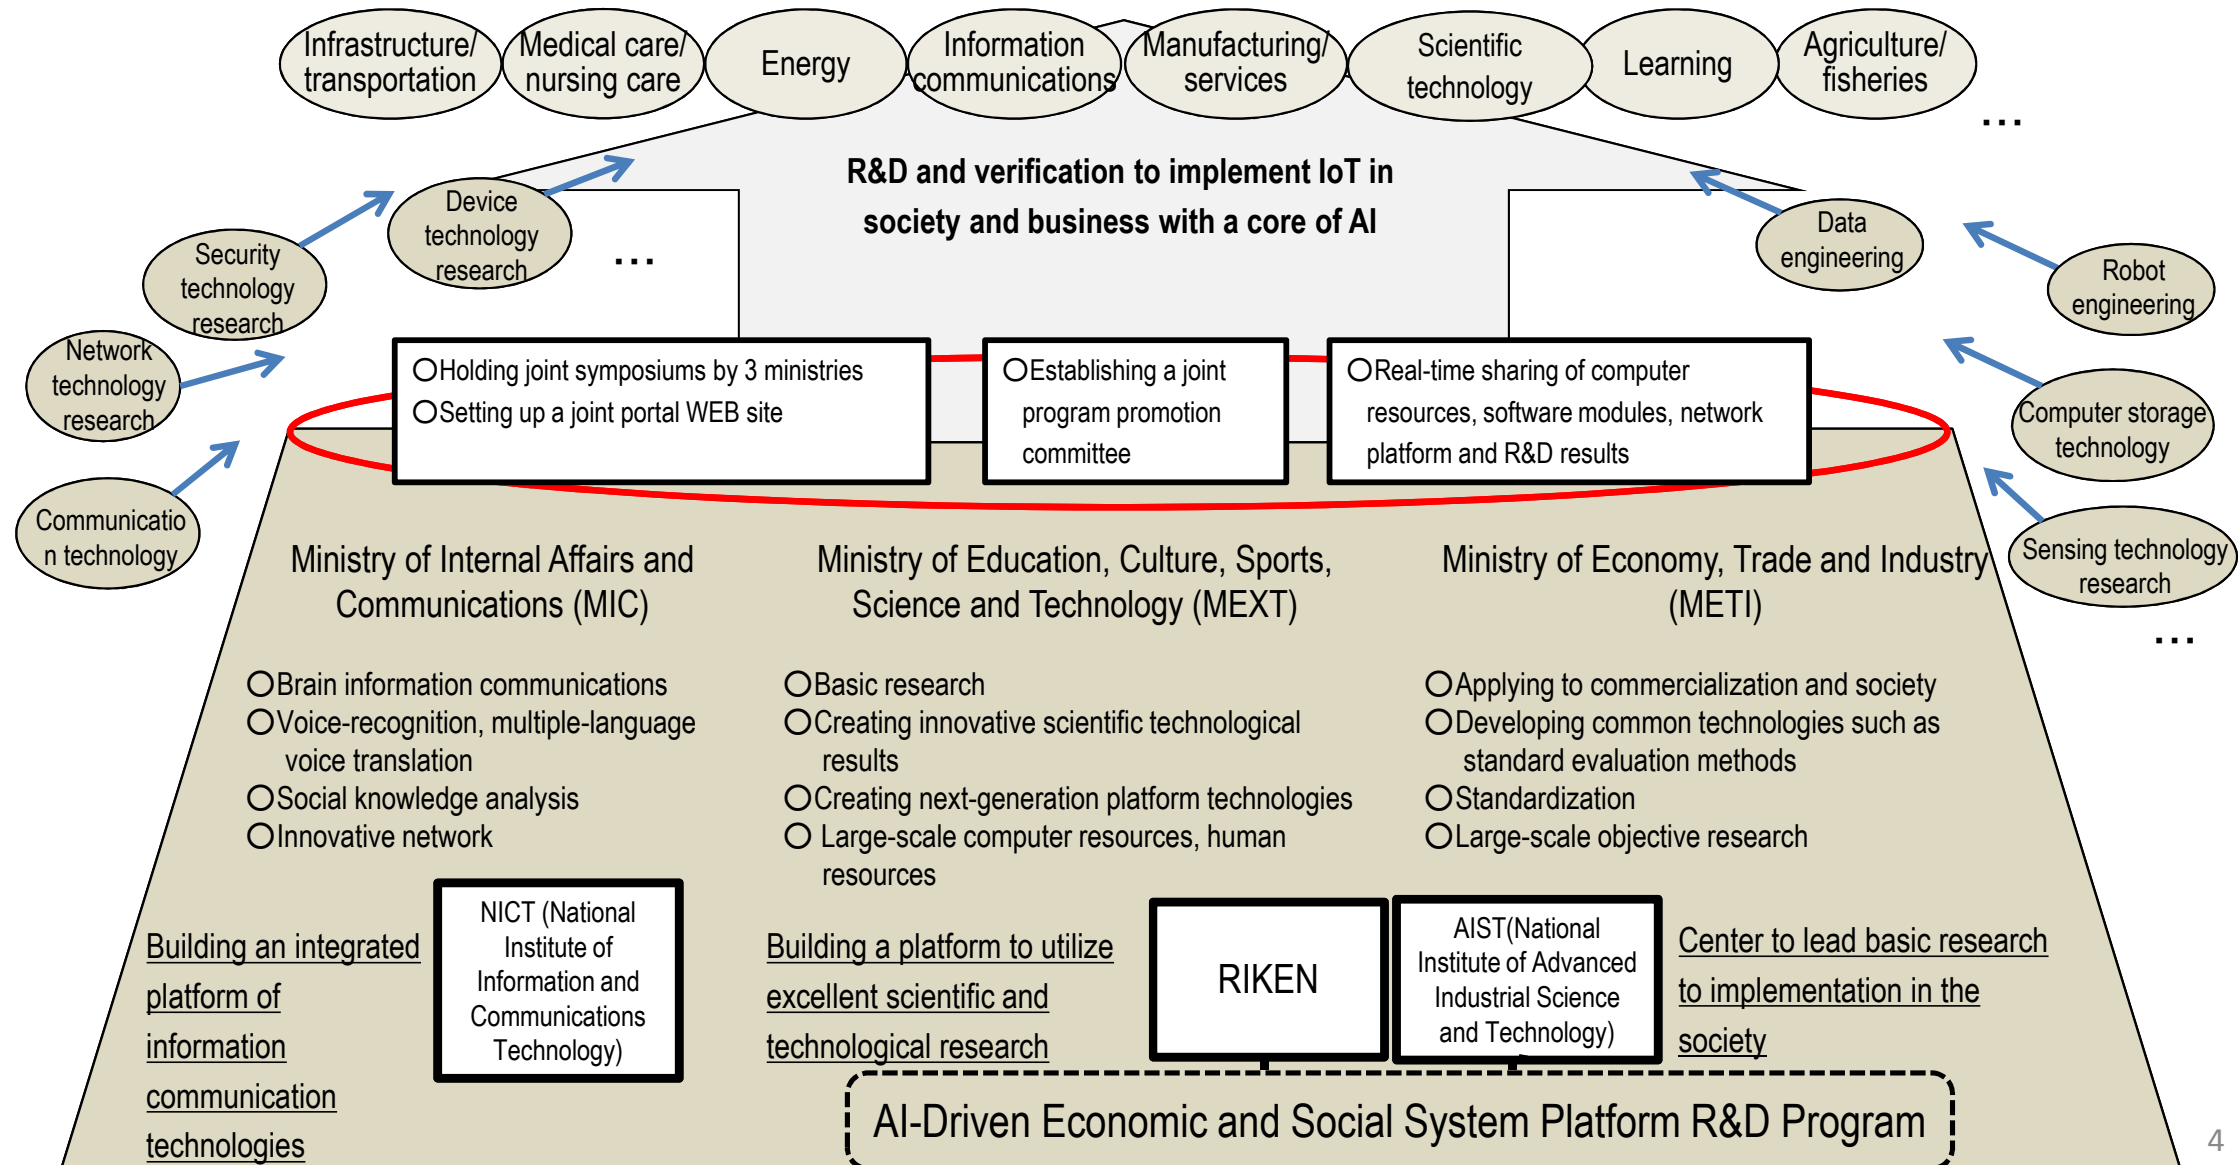 Infrastructure/
transportation
Medical care/
nursing care
Energy
Information
communications
Manufacturing/
services
Scientific
technology
Learning
Agriculture/
fisheries
…
R&D and verification to implement IoT in
society and business with a core of AI
Device
technology
research
…
Security
technology
research
Network
technology
research
Communicatio
n technology
Data
engineering
Robot
engineering
Computer storage
technology
Sensing technology
research
…
○Holding joint symposiums by 3 ministries
○Setting up a joint portal WEB site
○Establishing a joint
program promotion
committee
○Real-time sharing of computer
resources, software modules, network
platform and R&D results
Ministry of Internal Affairs and
Communications (MIC)
○Brain information communications
○Voice-recognition, multiple-language
voice translation
○Social knowledge analysis
○Innovative network
Ministry of Education, Culture, Sports,
Science and Technology (MEXT)
○Basic research
○Creating innovative scientific technological
results
○Creating next-generation platform technologies
○ Large-scale computer resources, human
resources
Ministry of Economy, Trade and Industry
(METI)
○Applying to commercialization and society
○Developing common technologies such as
standard evaluation methods
○Standardization
○Large-scale objective research
Building an integrated
platform of
information
communication
technologies
NICT (National
Institute of
Information and
Communications
Technology)
Building a platform to utilize
excellent scientific and
technological research
RIKEN
AIST(National
Institute of Advanced
Industrial Science
and Technology)
Center to lead basic research
to implementation in the
society
AI-Driven Economic and Social System Platform R&D Program
4